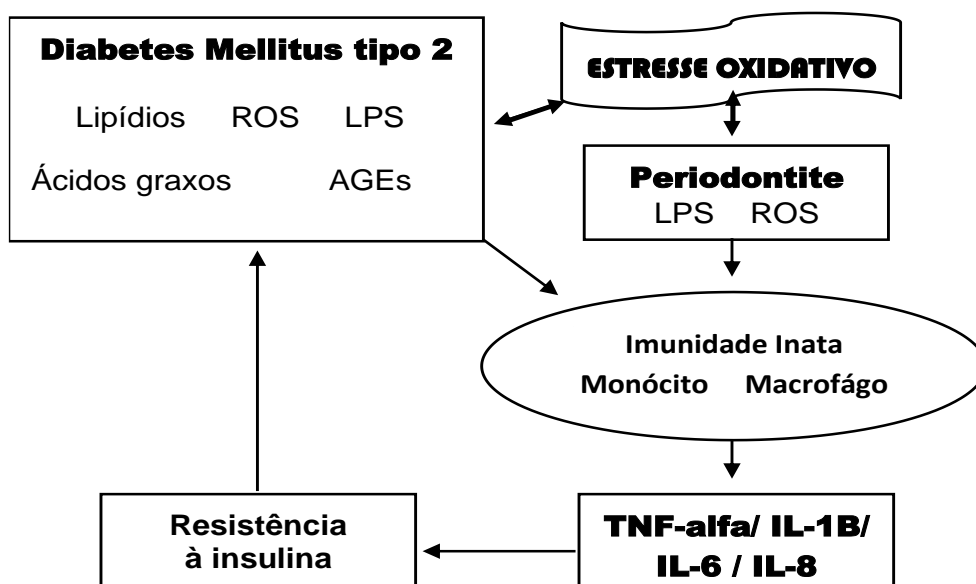 Diabetes Mellitus tipo 2
Lipídios ROS LPS
Ácidos graxos AGEs
ESTRESSE OXIDATIVO
Periodontite
LPS ROS
Imunidade Inata
Monócito Macrofágo
TNF-alfa/ IL-1B/
IL-6 / IL-8
Resistência
à insulina